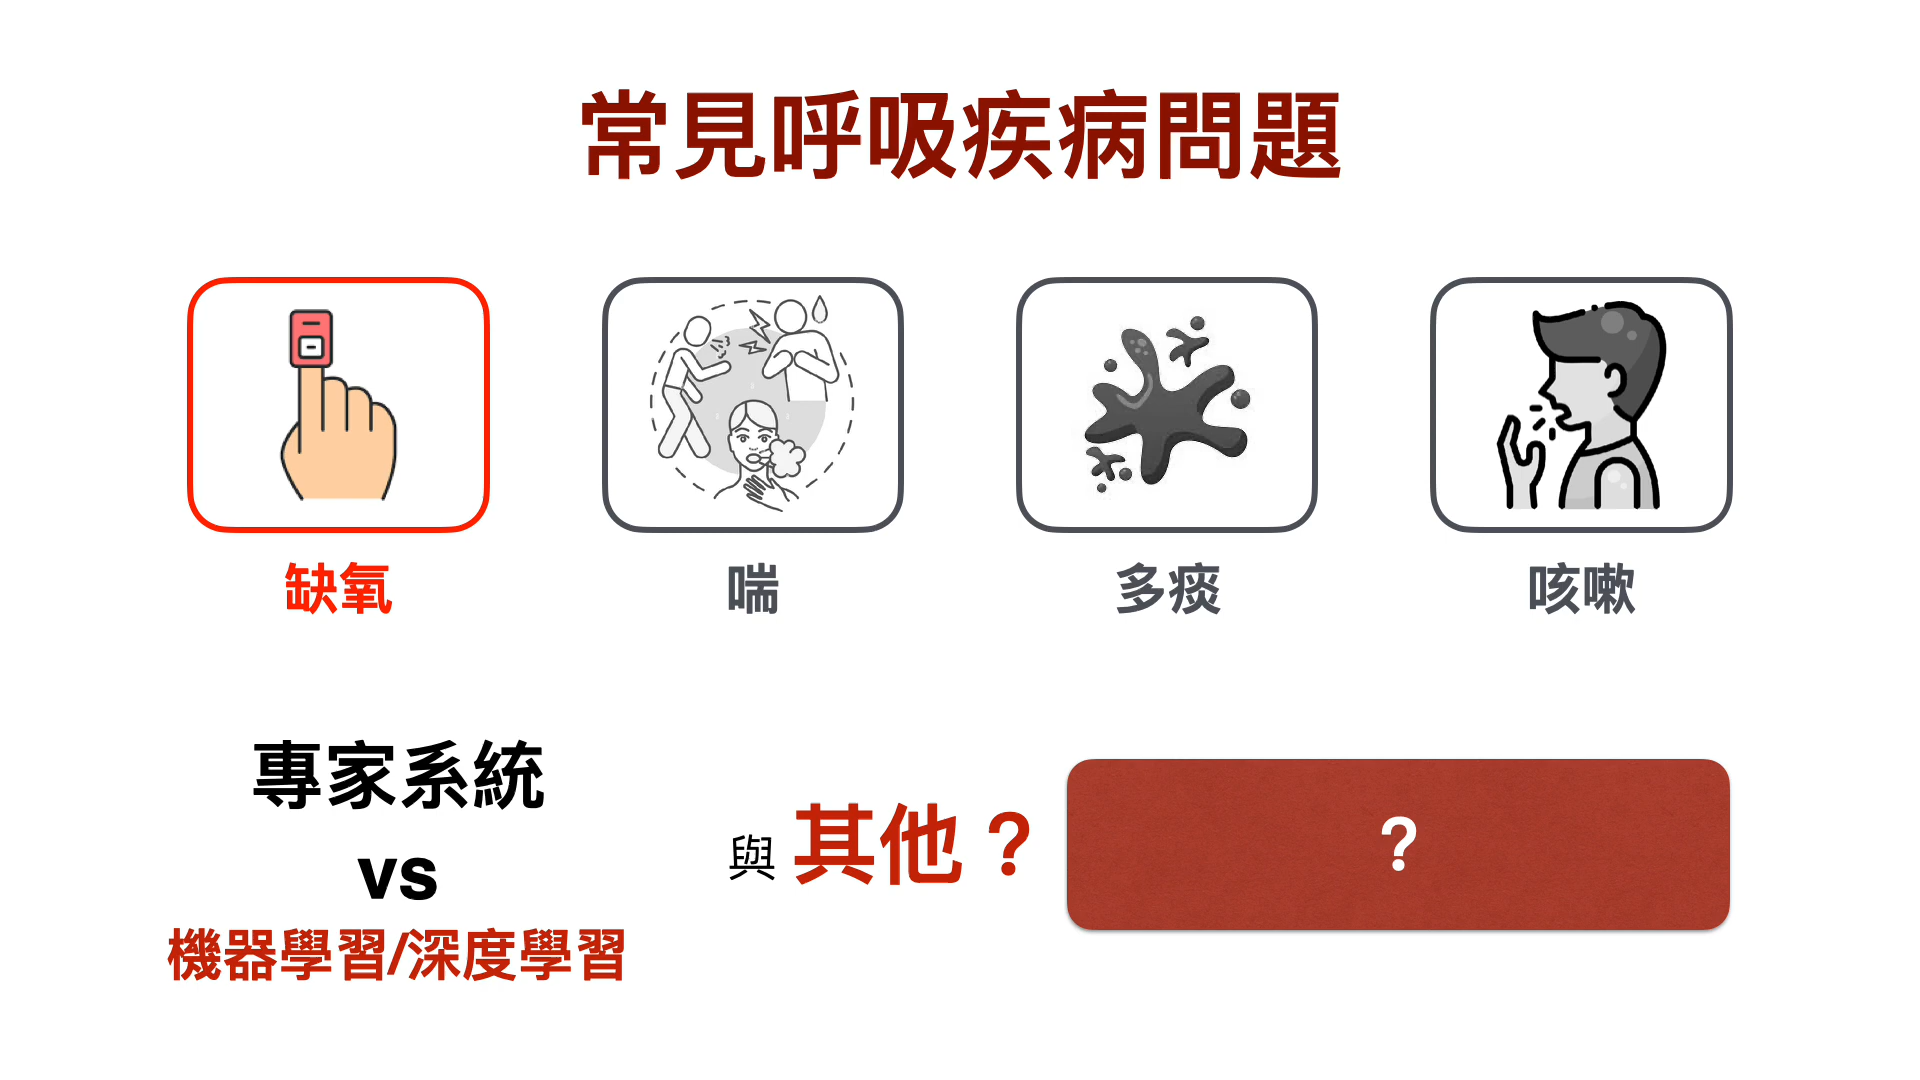 常見呼吸疾病問題
缺氧
喘
多痰
咳嗽
專家系統
vs
機器學習/深度學習
與 其他？
?